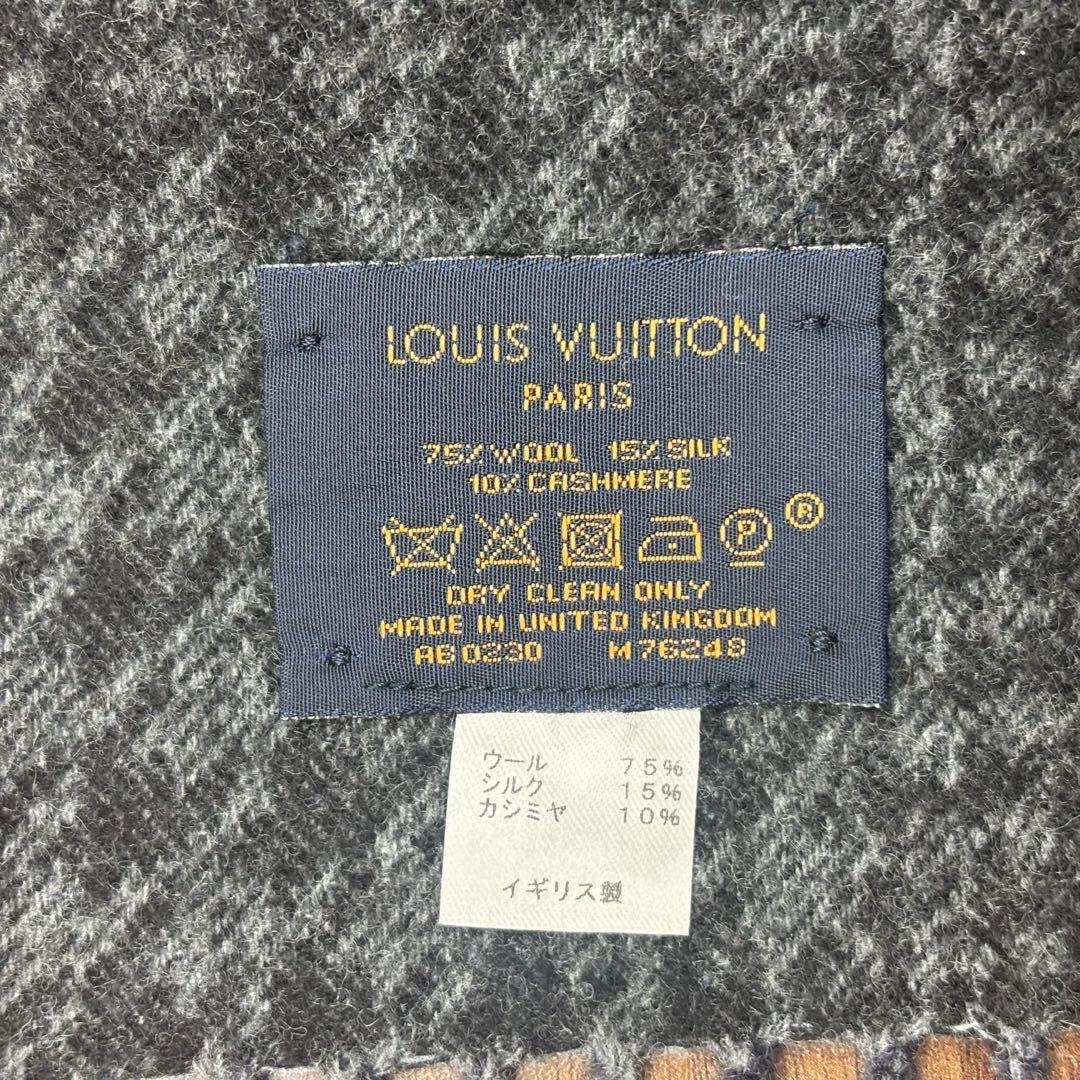 LOUIS VUITTON
PARIS
75% WOOL 15% SILK
10% CASHMERE
P ®
DRY CLEAN ONLY
MADE IN UNITED KINGDOM
AB0230 M76248
ウール 75%
シルク 15%
カシミヤ 10%
イギリス製